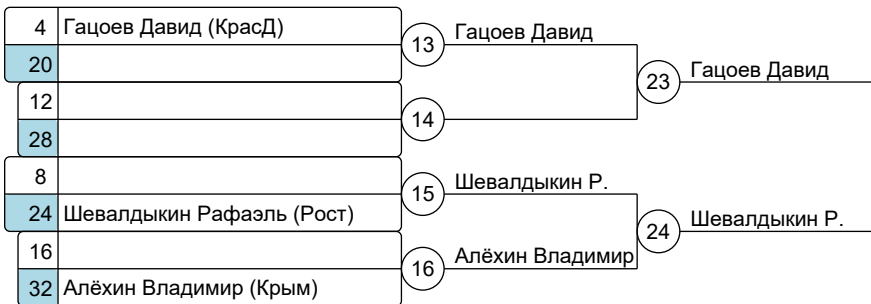 4 Гацоев Давид (КрасД)
20
12
28
8
24 Шевалдыкин Рафаэль (Рост)
16
32 Алёхин Владимир (Крым)
13 Гацоев Давид
14
15 Шевалдыкин Р.
16 Алёхин Владимир
23 Гацоев Давид
24 Шевалдыкин Р.